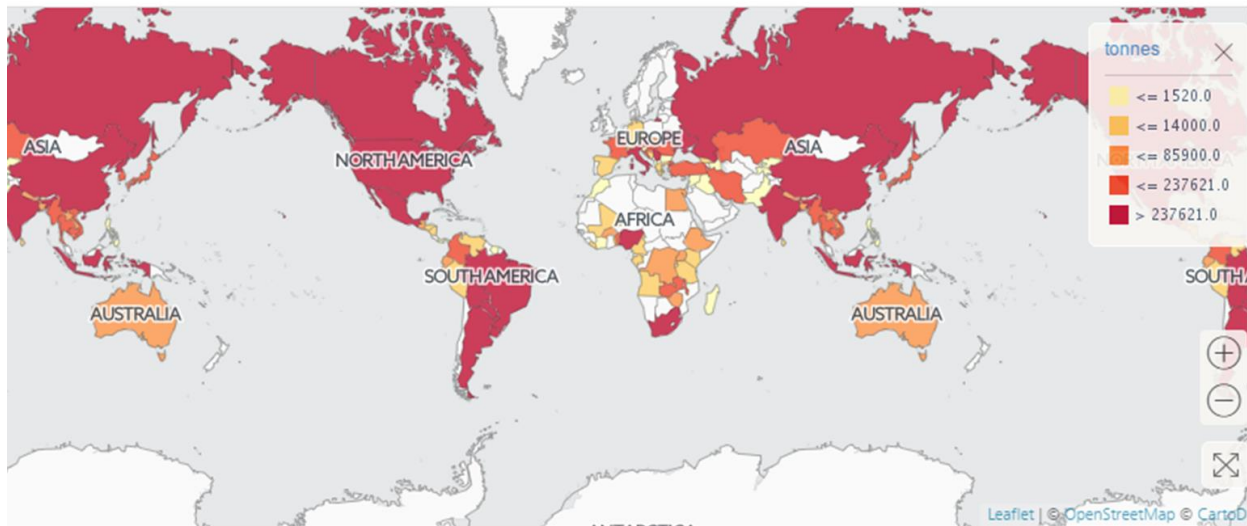 tonnes
<= 1520.0
<= 14000.0
<= 85900.0
<= 237621.0
> 237621.0
ASIA
NORTH AMERICA
EUROPE
ASIA
AFRICA
SOUTH AMERICA
SOUTH A
AUSTRALIA
AUSTRALIA
+
−
Leaflet | © OpenStreetMap © CartoD